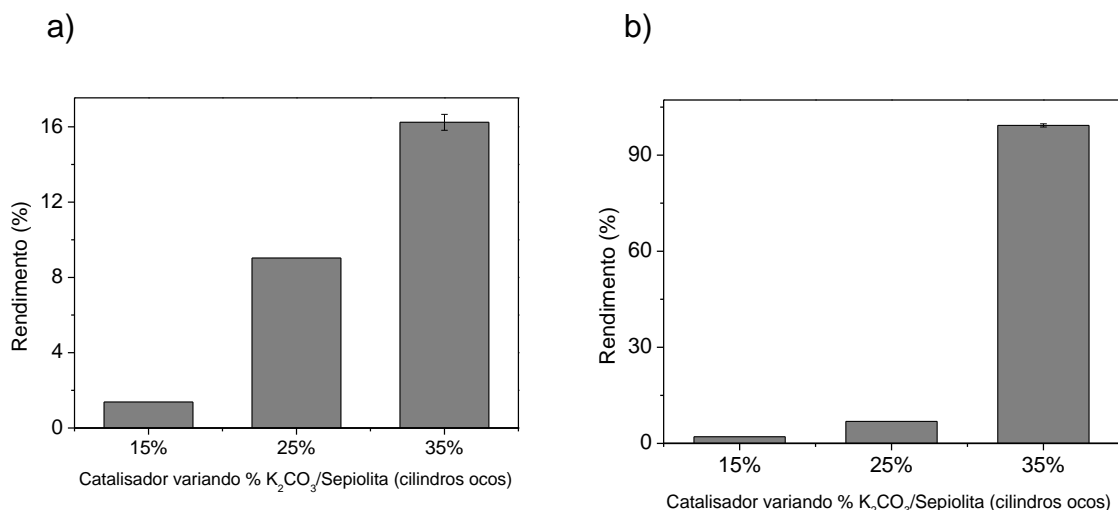 a)
16
12
8
4
0
Rendimento (%)
15% 25% 35%
Catalisador variando % K₂CO₃/Sepiolita (cilindros ocos)
b)
90
60
30
0
Rendimento (%)
15% 25% 35%
Catalisador variando % K₂CO₃/Sepiolita (cilindros ocos)